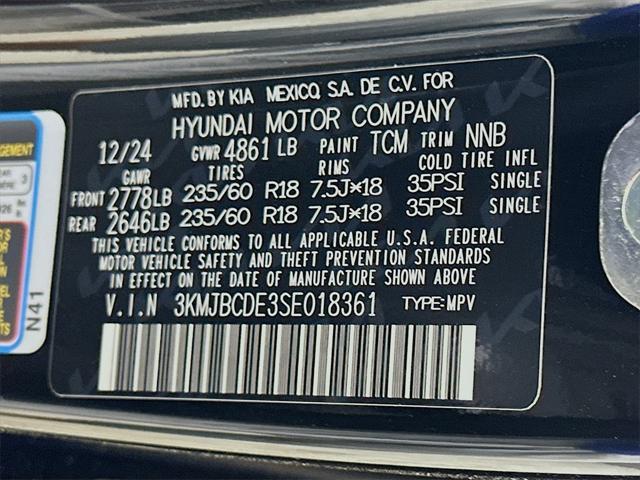 MFD. BY KIA MEXICO, S.A. DE C.V. FOR
HYUNDAI MOTOR COMPANY
12/24 GVWR 4861 LB PAINT TCM TRIM NNB
GAWR TIRES RIMS COLD TIRE INFL
FRONT 2778LB 235/60 R18 7.5J×18 35PSI SINGLE
REAR 2646LB 235/60 R18 7.5J×18 35PSI SINGLE
THIS VEHICLE CONFORMS TO ALL APPLICABLE U.S.A. FEDERAL
MOTOR VEHICLE SAFETY AND THEFT PREVENTION STANDARDS
IN EFFECT ON THE DATE OF MANUFACTURE SHOWN ABOVE.
V.I.N 3KMJBCDE3SE018361 TYPE:MPV
N41